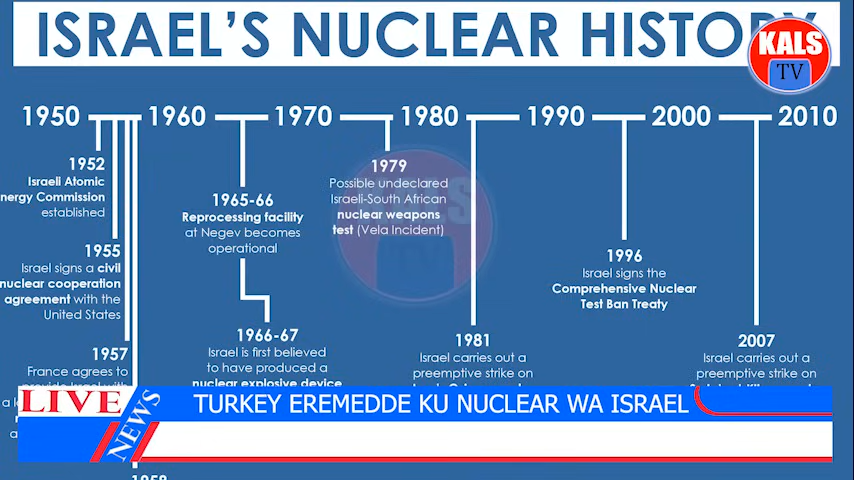 ISRAEL'S NUCLEAR HISTORY
KALS
TV
1950 1960 1970 1980 1990 2000 2010
1952
Israeli Atomic
Commission
established
1955
Israel signs a civil
nuclear cooperation
agreement with the
United States
1957
France agrees to
1965-66
Reprocessing facility
at Negev becomes
operational
1966-67
Israel is first believed
to have produced a
nuclear explosive device
1979
Possible undeclared
Israeli-South African
nuclear weapons
test (Vela Incident)
KALS
TV
1981
Israel carries out a
preemptive strike on
1996
Israel signs the
Comprehensive Nuclear
Test Ban Treaty
2007
Israel carries out a
preemptive strike on
LIVE
NEWS
TURKEY EREMEDDE KU NUCLEAR WA ISRAEL